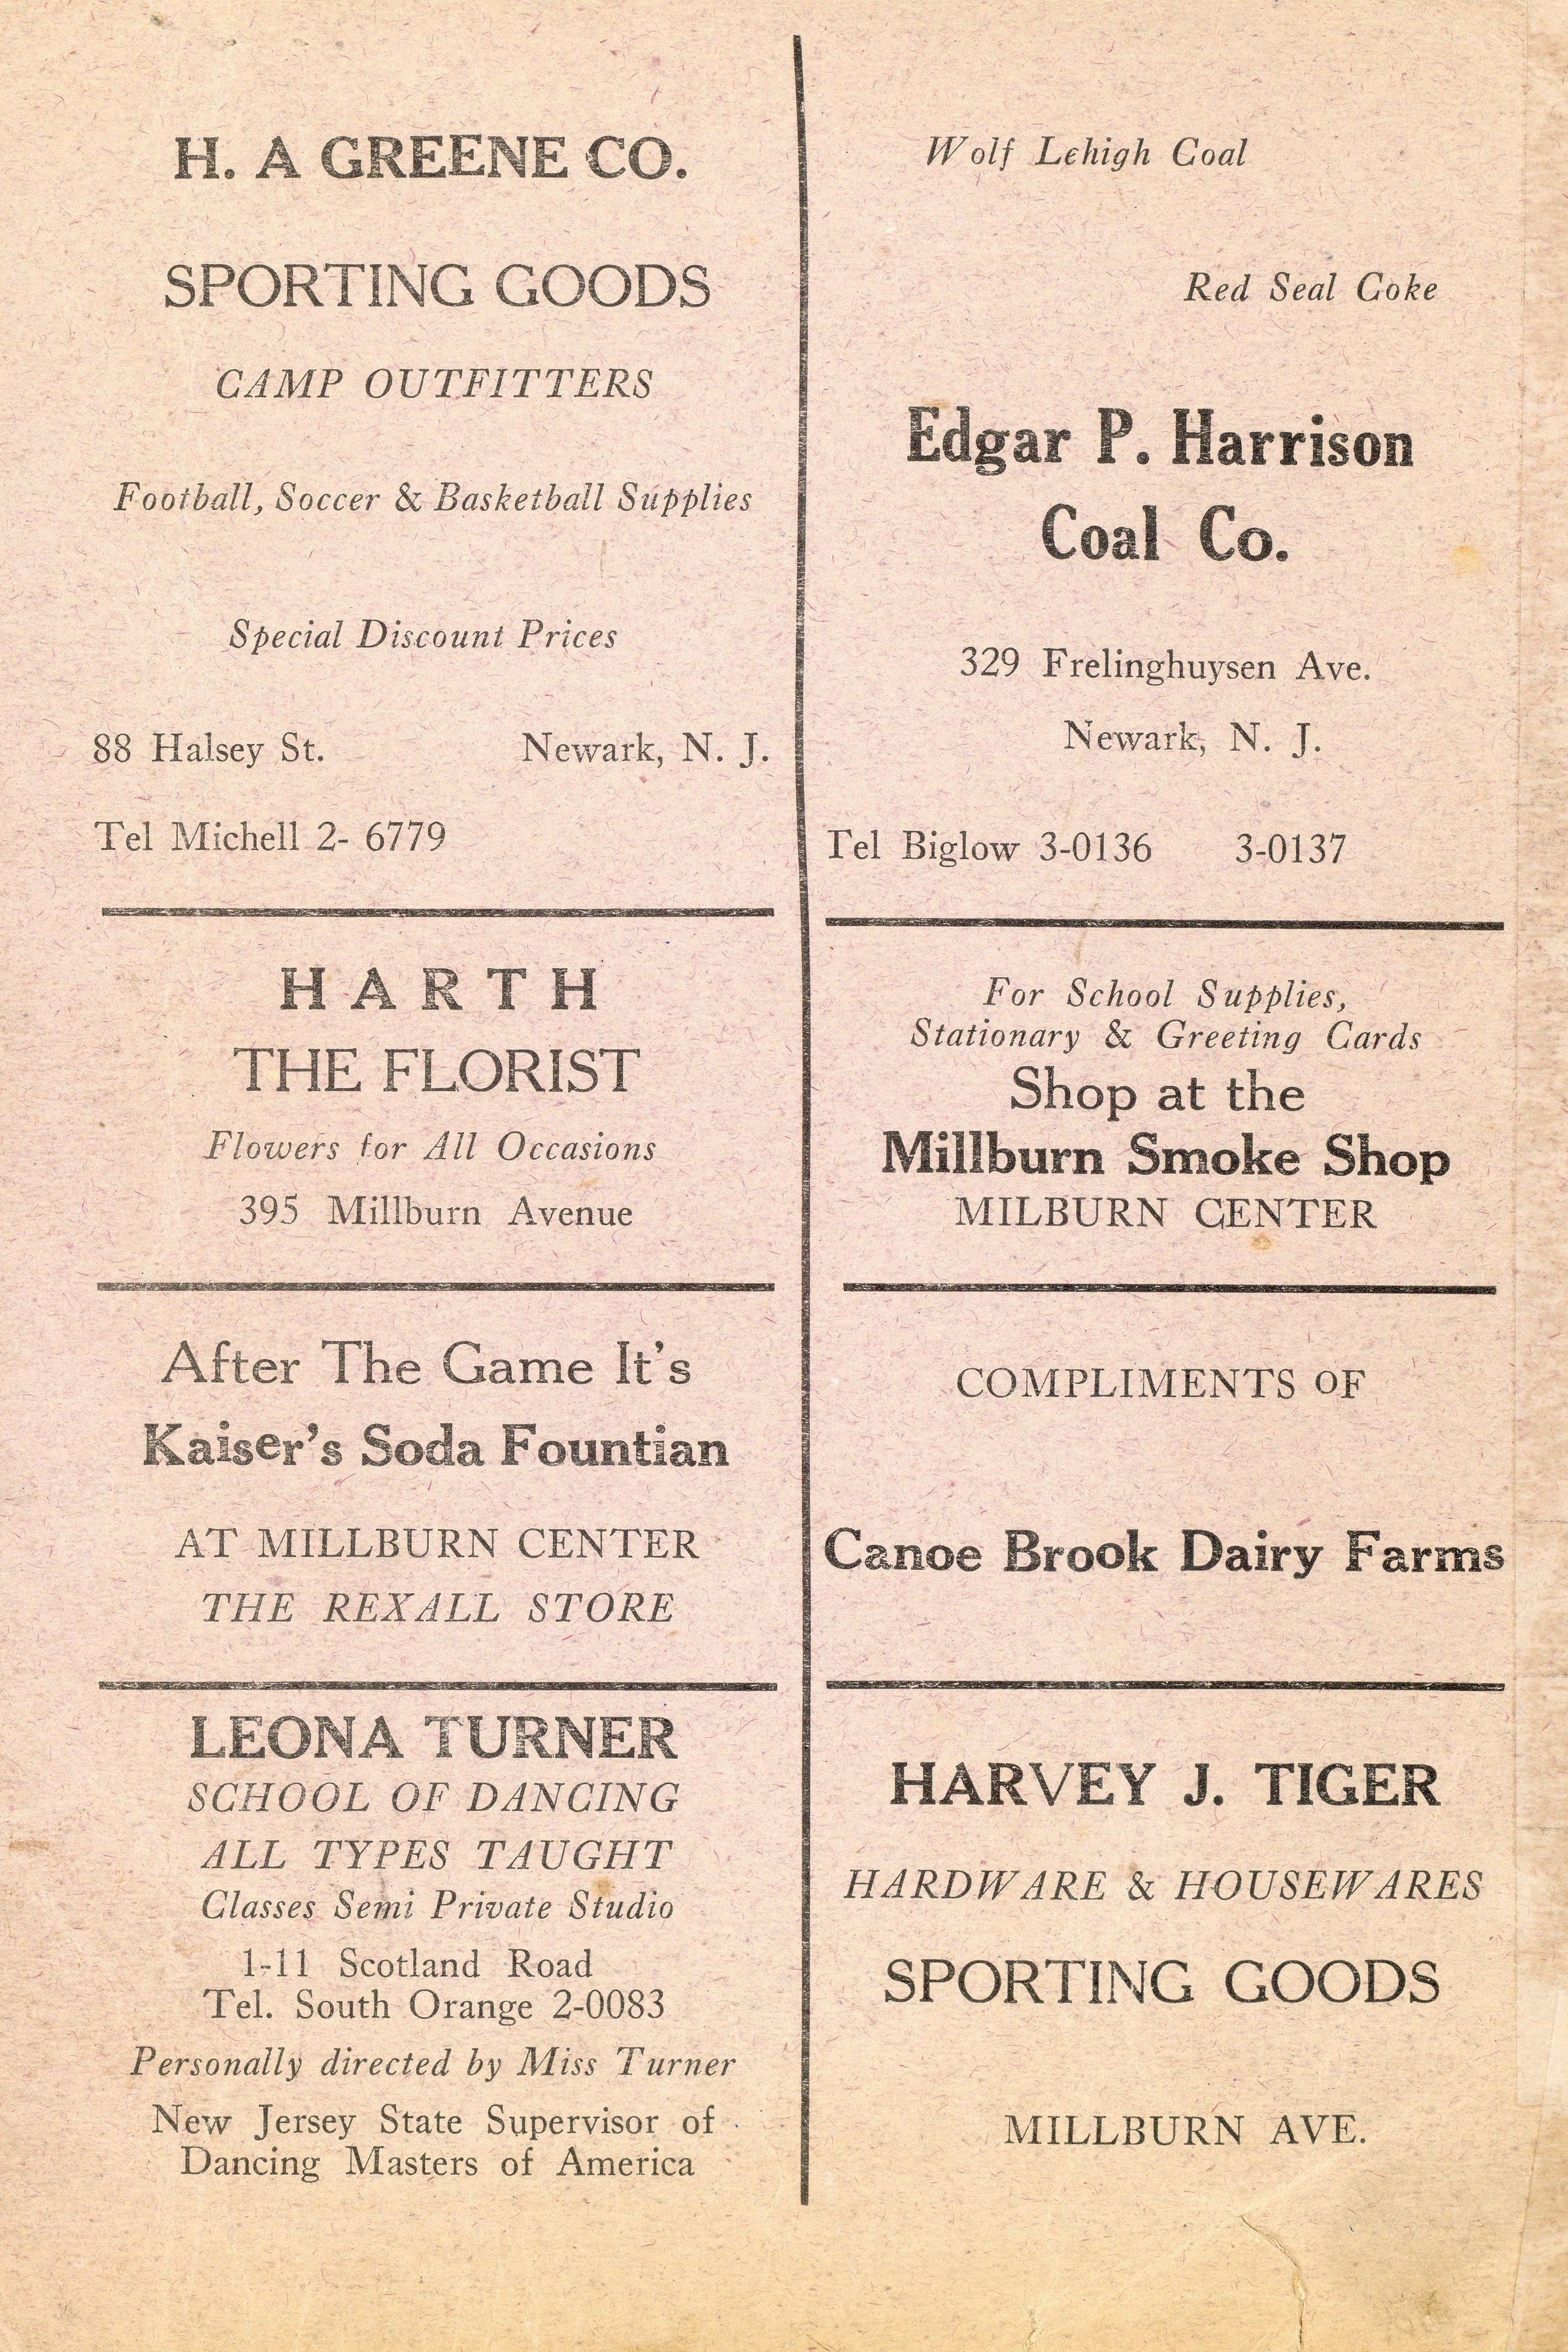 H. A GREENE CO.
SPORTING GOODS
CAMP OUTFITTERS
Football, Soccer & Basketball Supplies
Special Discount Prices
88 Halsey St. Newark, N. J.
Tel Michell 2- 6779
HARTH
THE FLORIST
Flowers for All Occasions
395 Millburn Avenue
After The Game It's
Kaiser's Soda Fountian
AT MILLBURN CENTER
THE REXALL STORE
LEONA TURNER
SCHOOL OF DANCING
ALL TYPES TAUGHT
Classes Semi Private Studio
1-11 Scotland Road
Tel. South Orange 2-0083
Personally directed by Miss Turner
New Jersey State Supervisor of
Dancing Masters of America
Wolf Lehigh Coal
Red Seal Coke
Edgar P. Harrison
Coal Co.
329 Frelinghuysen Ave.
Newark, N. J.
Tel Biglow 3-0136 3-0137
For School Supplies,
Stationary & Greeting Cards
Shop at the
Millburn Smoke Shop
MILBURN CENTER
COMPLIMENTS OF
Canoe Brook Dairy Farms
HARVEY J. TIGER
HARDWARE & HOUSEWARES
SPORTING GOODS
MILLBURN AVE.